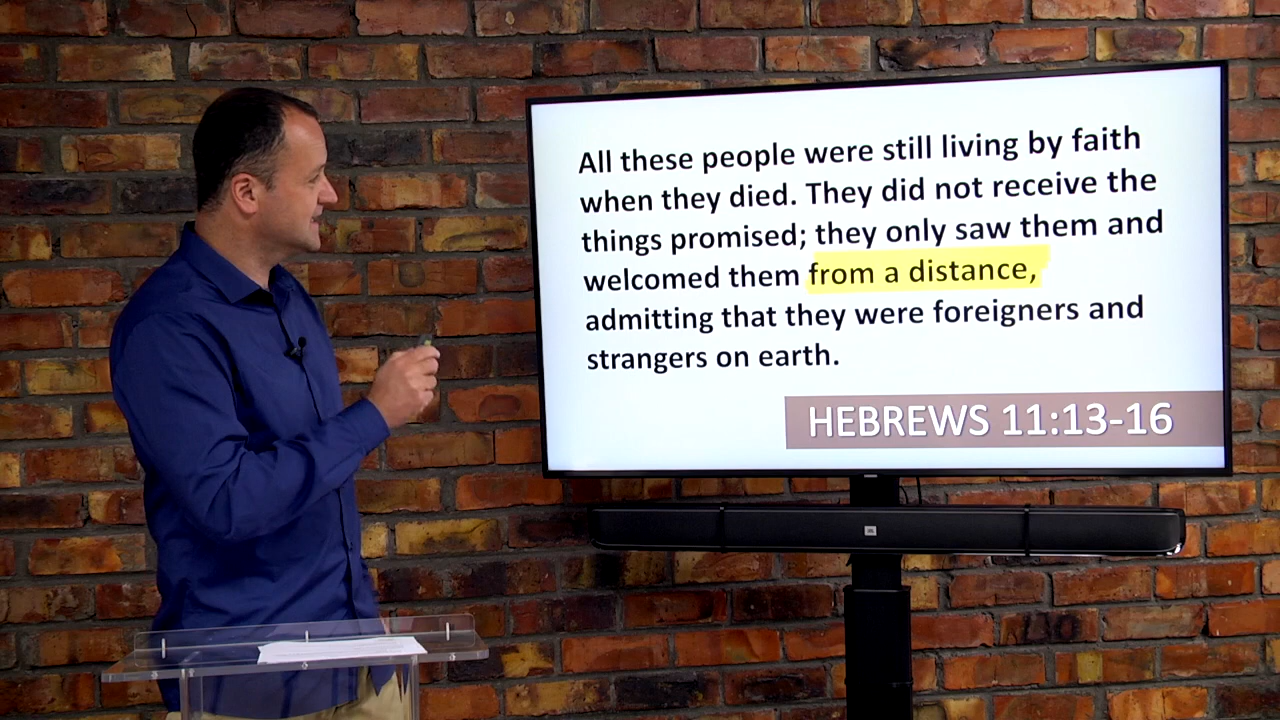 All these people were still living by faith
when they died. They did not receive the
things promised; they only saw them and
welcomed them from a distance,
admitting that they were foreigners and
strangers on earth.
HEBREWS 11:13-16
JBL